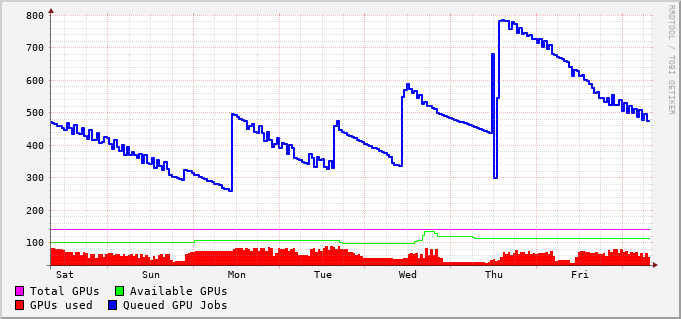 800
700
600
500
400
300
200
100
Sat Sun Mon Tue Wed Thu Fri
Total GPUs Available GPUs
GPUs used Queued GPU Jobs
RRDTOOL / TOBI OETIKER